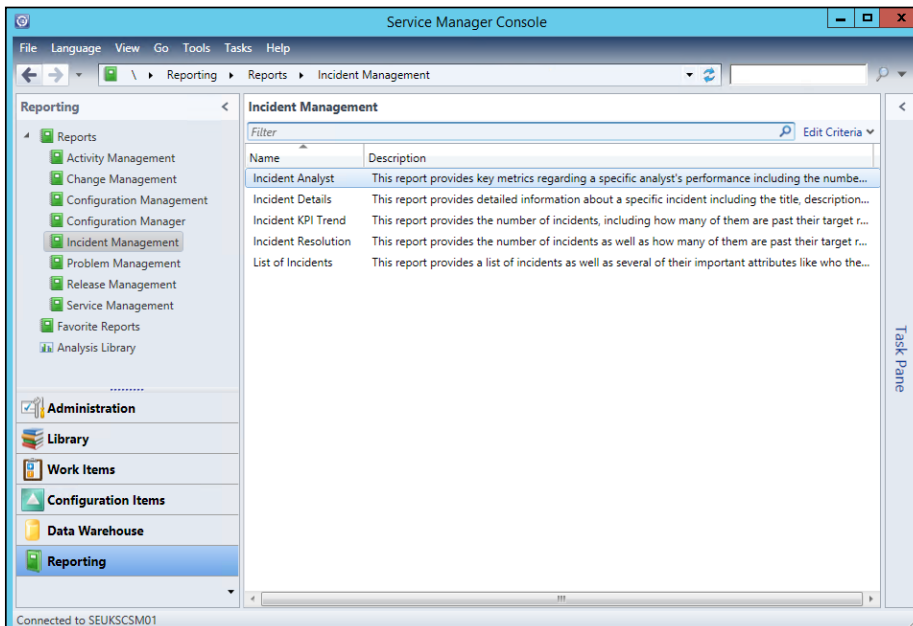 Service Manager Console
File Language View Go Tools Tasks Help
\ Reporting Reports Incident Management
Reporting
Reports
Activity Management
Change Management
Configuration Management
Configuration Manager
Incident Management
Problem Management
Release Management
Service Management
Favorite Reports
Analysis Library
Administration
Library
Work Items
Configuration Items
Data Warehouse
Reporting
Incident Management
Filter Edit Criteria
Name Description
Incident Analyst This report provides key metrics regarding a specific analyst's performance including the numbe...
Incident Details This report provides detailed information about a specific incident including the title, description...
Incident KPI Trend This report provides the number of incidents, including how many of them are past their target r...
Incident Resolution This report provides the number of incidents as well as how many of them are past their target r...
List of Incidents This report provides a list of incidents as well as several of their important attributes like who the...
Task Pane
Connected to SEUKSCSM01